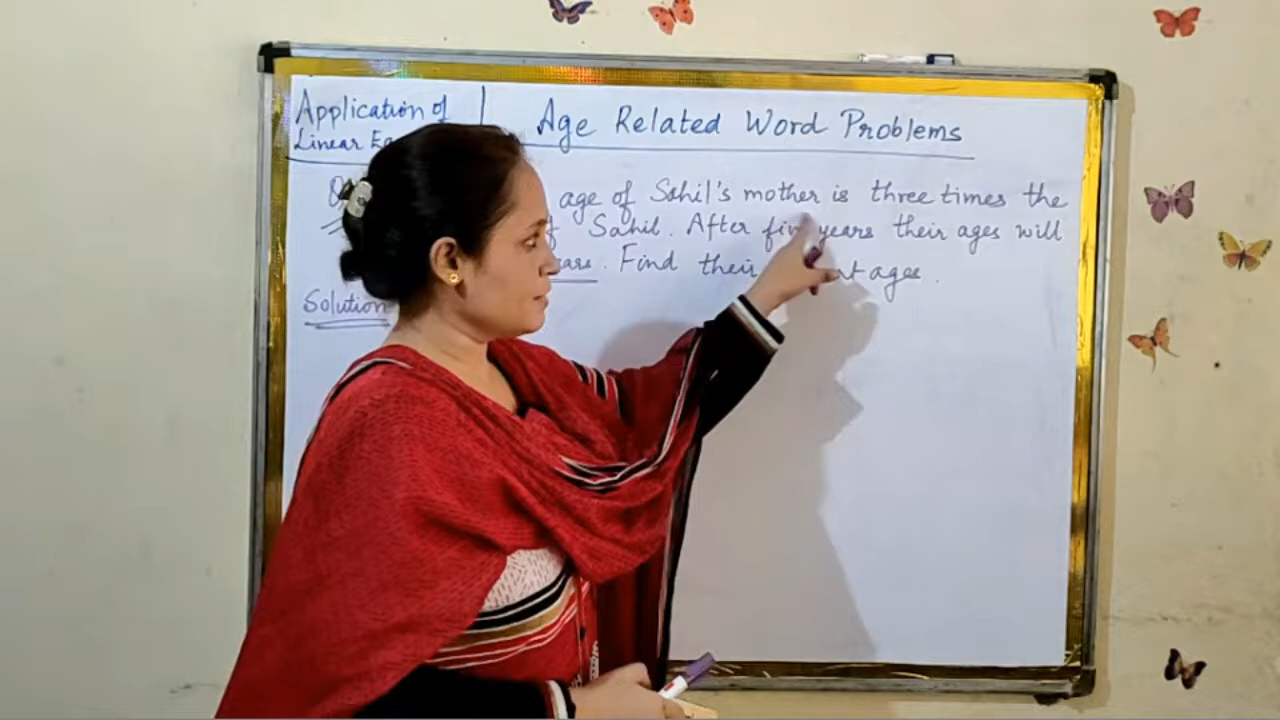 Application of
Linear
Age Related Word Problems
age of Sahil's mother is three times the
Sahil. After years their ages will
Find their ages.
Solution